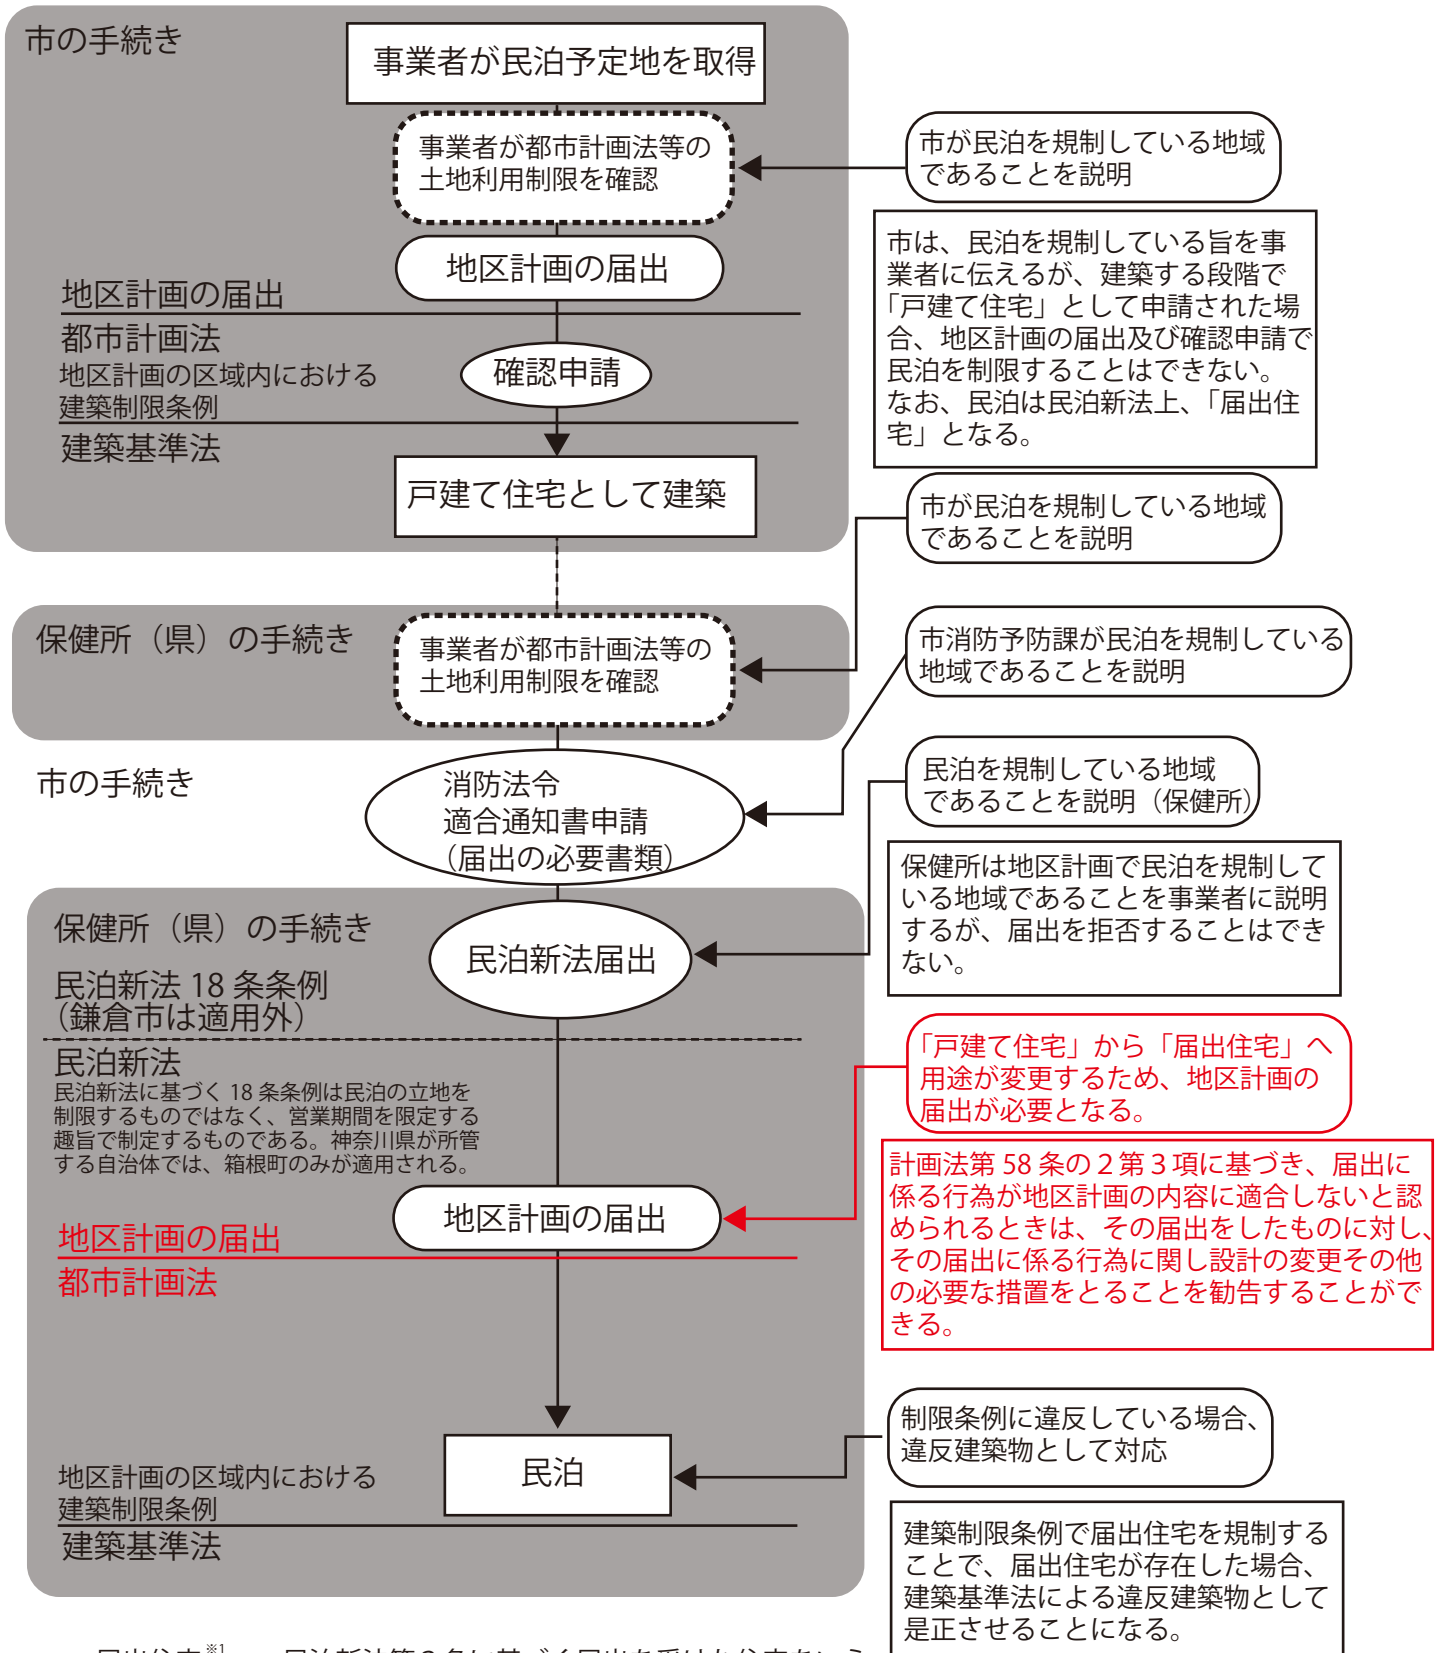 市の手続き
事業者が民泊予定地を取得
事業者が都市計画法等の
土地利用制限を確認
市が民泊を規制している地域
であることを説明
地区計画の届出
市は、民泊を規制している旨を事
業者に伝えるが、建築する段階で
「戸建て住宅」として申請された場
合、地区計画の届出及び確認申請で
民泊を制限することはできない。
なお、民泊は民泊新法上、「届出住
宅」となる。
地区計画の届出
都市計画法
地区計画の区域内における
建築制限条例
建築基準法
確認申請
戸建て住宅として建築
市が民泊を規制している地域
であることを説明
保健所（県）の手続き
事業者が都市計画法等の
土地利用制限を確認
市消防予防課が民泊を規制している
地域であることを説明
市の手続き
消防法令
適合通知書申請
（届出の必要書類）
民泊を規制している地域
であることを説明（保健所）
保健所は地区計画で民泊を規制して
いる地域であることを事業者に説明
するが、届出を拒否することはでき
ない。
保健所（県）の手続き
民泊新法届出
民泊新法 18 条条例
（鎌倉市は適用外）
民泊新法
民泊新法に基づく 18 条条例は民泊の立地を
制限するものではなく、営業期間を限定する
趣旨で制定するものである。神奈川県が所管
する自治体では、箱根町のみが適用される。
「戸建て住宅」から「届出住宅」へ
用途が変更するため、地区計画の
届出が必要となる。
計画法第 58 条の２第３項に基づき、届出に
係る行為が地区計画の内容に適合しないと認
められるときは、その届出をしたものに対し、
その届出に係る行為に関し設計の変更その他
の必要な措置をとることを勧告することがで
きる。
地区計画の届出
地区計画の届出
都市計画法
制限条例に違反している場合、
違反建築物として対応
民泊
地区計画の区域内における
建築制限条例
建築基準法
建築制限条例で届出住宅を規制する
ことで、届出住宅が存在した場合、
建築基準法による違反建築物として
是正させることになる。